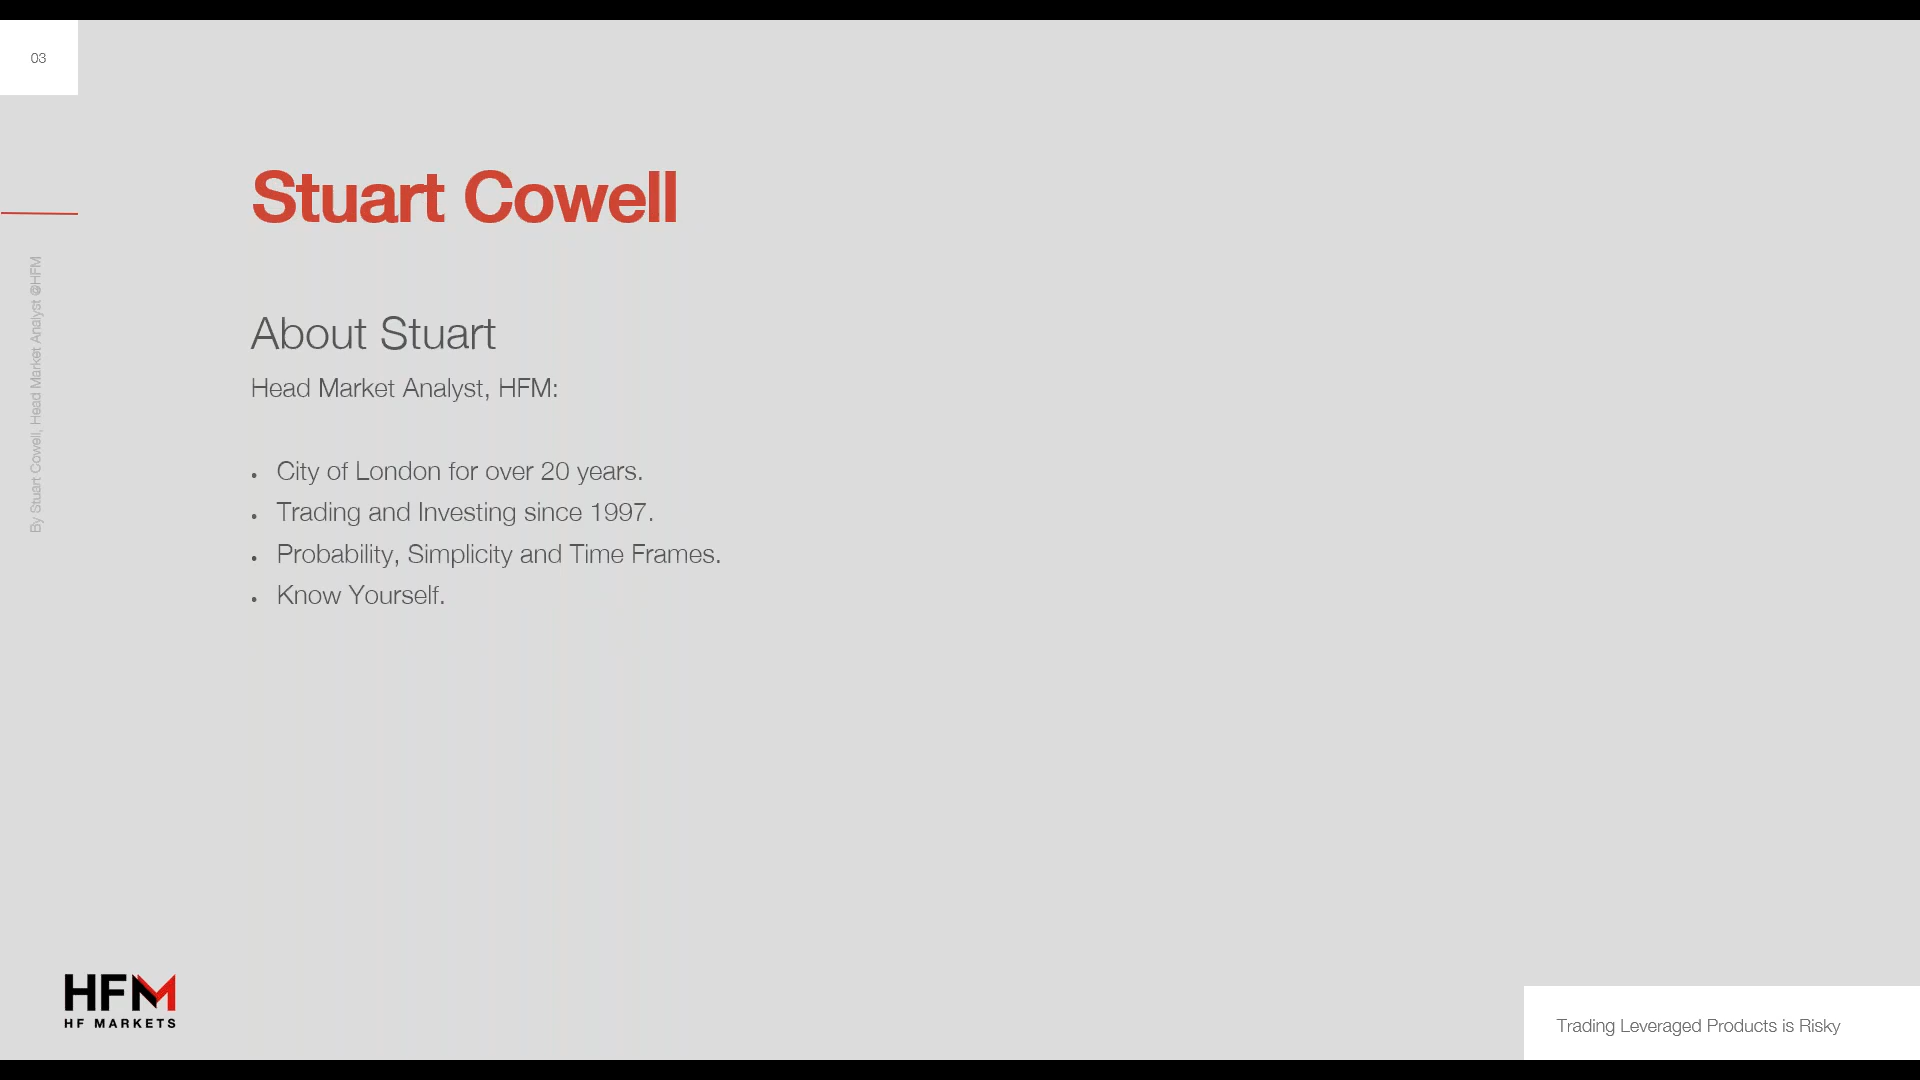 03
Stuart Cowell
By Stuart Cowell, Head Market Analyst @HFM
About Stuart
Head Market Analyst, HFM:
• City of London for over 20 years.
• Trading and Investing since 1997.
• Probability, Simplicity and Time Frames.
• Know Yourself.
HFM
HF MARKETS
Trading Leveraged Products is Risky